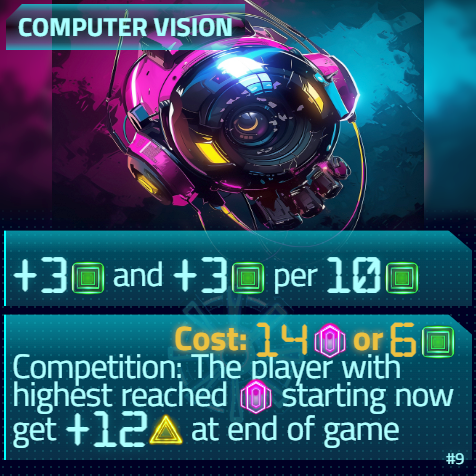 COMPUTER VISION
+3 and +3 per 10
Cost: 14 or 6
Competition: The player with
highest reached starting now
get +12 at end of game
#9